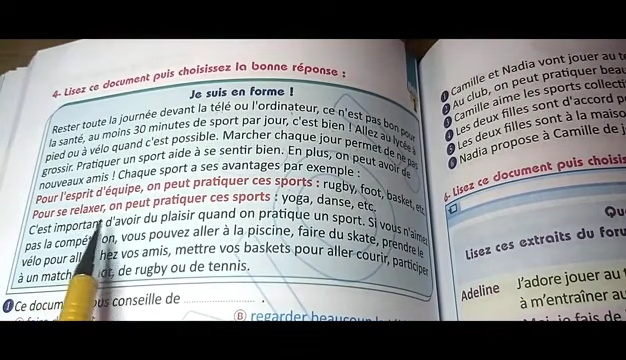 4- Lisez ce document puis choisissez la bonne réponse :
Je suis en forme !
Rester toute la journée devant la télé ou l'ordinateur, ce n'est pas bon pour
la santé, au moins 30 minutes de sport par jour, c'est bien ! Allez au lycée à
pied ou à vélo quand c'est possible. Marcher chaque jour permet de ne pas
grossir. Pratiquer un sport aide à se sentir bien. En plus, on peut avoir de
nouveaux amis ! Chaque sport a ses avantages par exemple :
Pour l'esprit d'équipe, on peut pratiquer ces sports : rugby, foot, basket, etc.
Pour se relaxer, on peut pratiquer ces sports : yoga, danse, etc.
C'est important d'avoir du plaisir quand on pratique un sport. Si vous n'aimez
pas la compét on, vous pouvez aller à la piscine, faire du skate, prendre le
vélo pour all hez vos amis, mettre vos baskets pour aller courir, participer
à un match ot, de rugby ou de tennis.
1 Ce docum ous conseille de ..................... .
B regarder beaucoup
1 Camille et Nadia vont jouer au
2 Au club, on peut pratiquer beau
3 Camille aime les sports collecti
4 Les deux filles sont d'accord p
5 Les deux filles sont à la maiso
6 Nadia propose à Camille de j
6. Lisez ce document puis choisis
Qu
Lisez ces extraits du foru
Adeline J'adore jouer au
à m'entraîner au